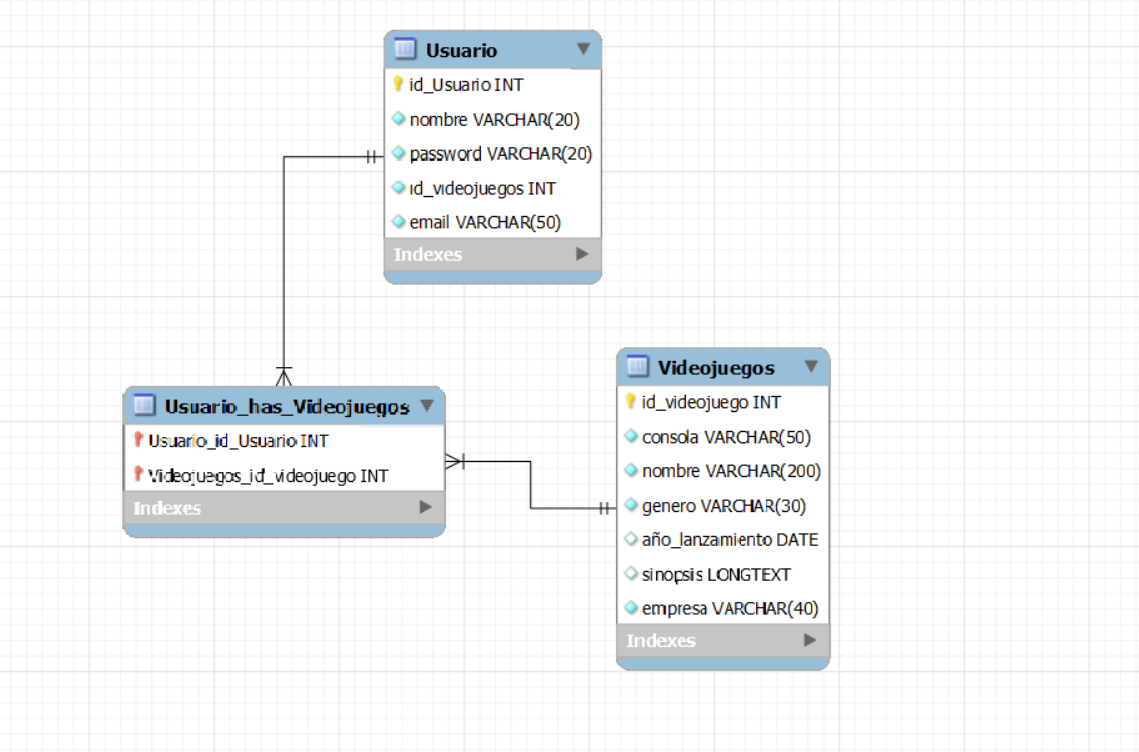 Usuario
id_Usuario INT
nombre VARCHAR(20)
password VARCHAR(20)
id_videojuegos INT
email VARCHAR(50)
Indexes
Usuario_has_Videojuegos
Usuario_id_Usuario INT
Videojuegos_id_videojuego INT
Indexes
Videojuegos
id_videojuego INT
consola VARCHAR(50)
nombre VARCHAR(200)
genero VARCHAR(30)
año_lanzamiento DATE
sinopsis LONGTEXT
empresa VARCHAR(40)
Indexes